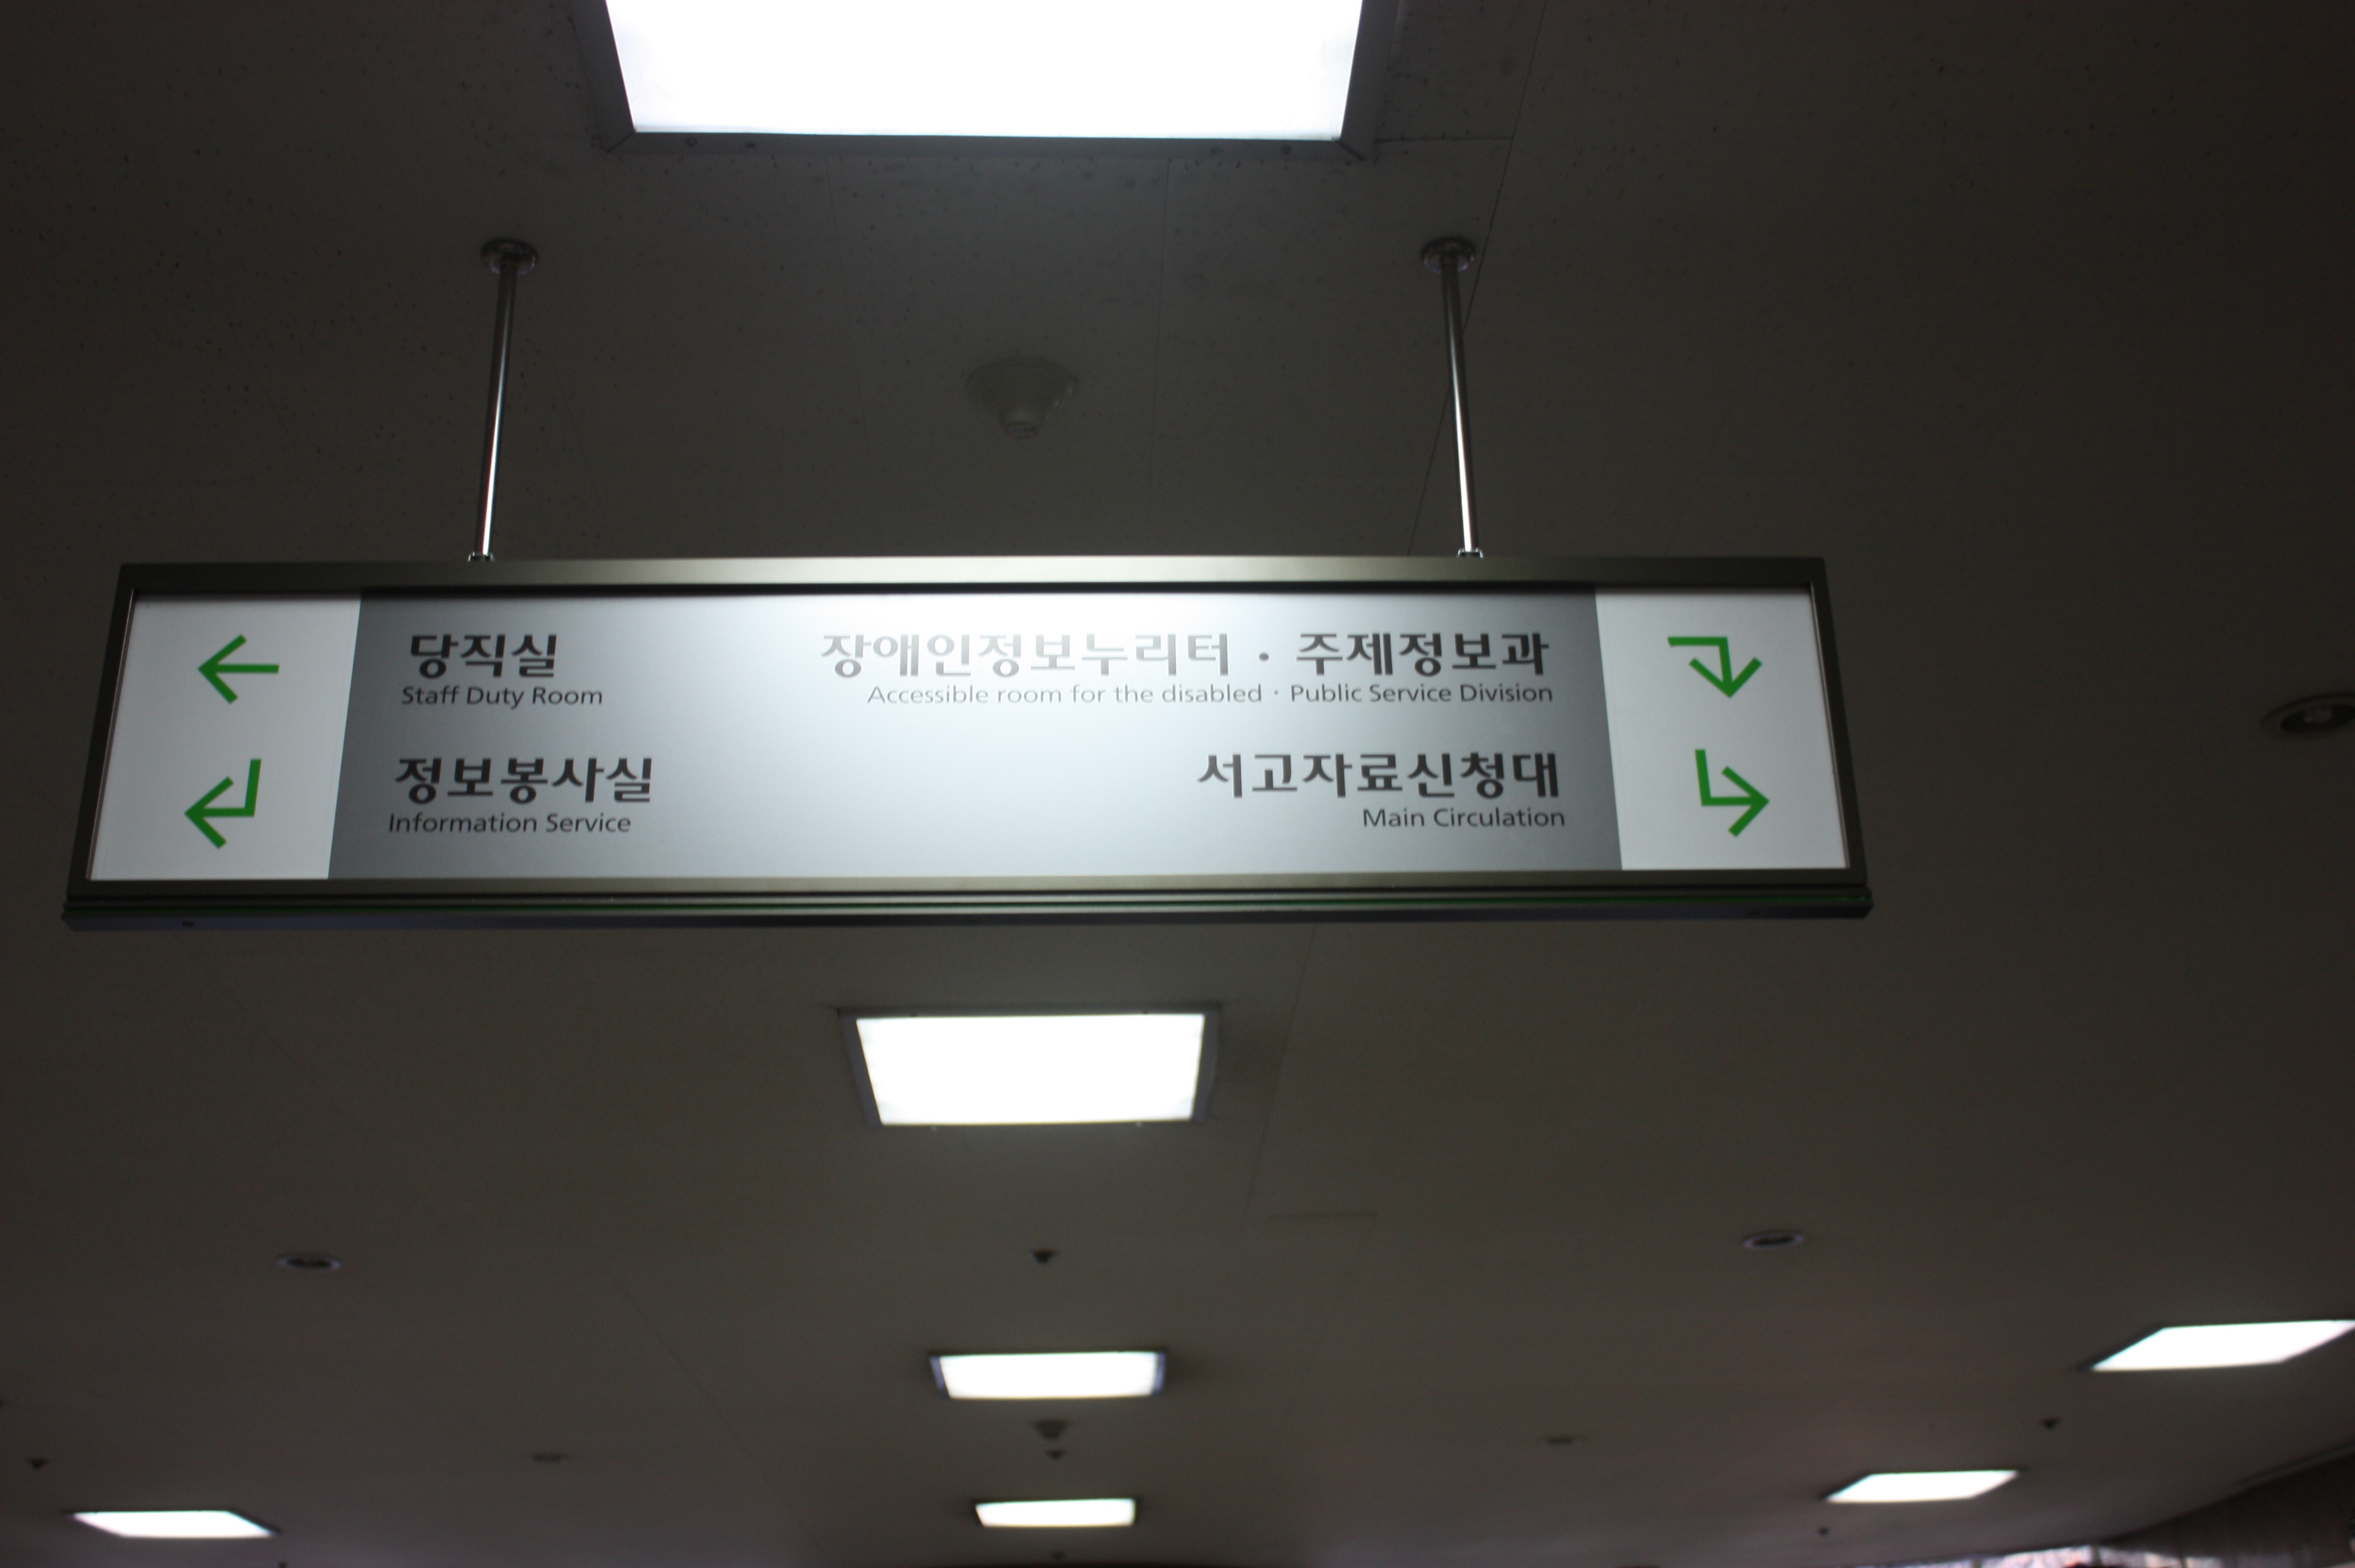 당직실
Staff Duty Room
정보봉사실
Information Service
장애인정보누리터 · 주제정보과
Accessible room for the disabled · Public Service Division
서고자료신청대
Main Circulation